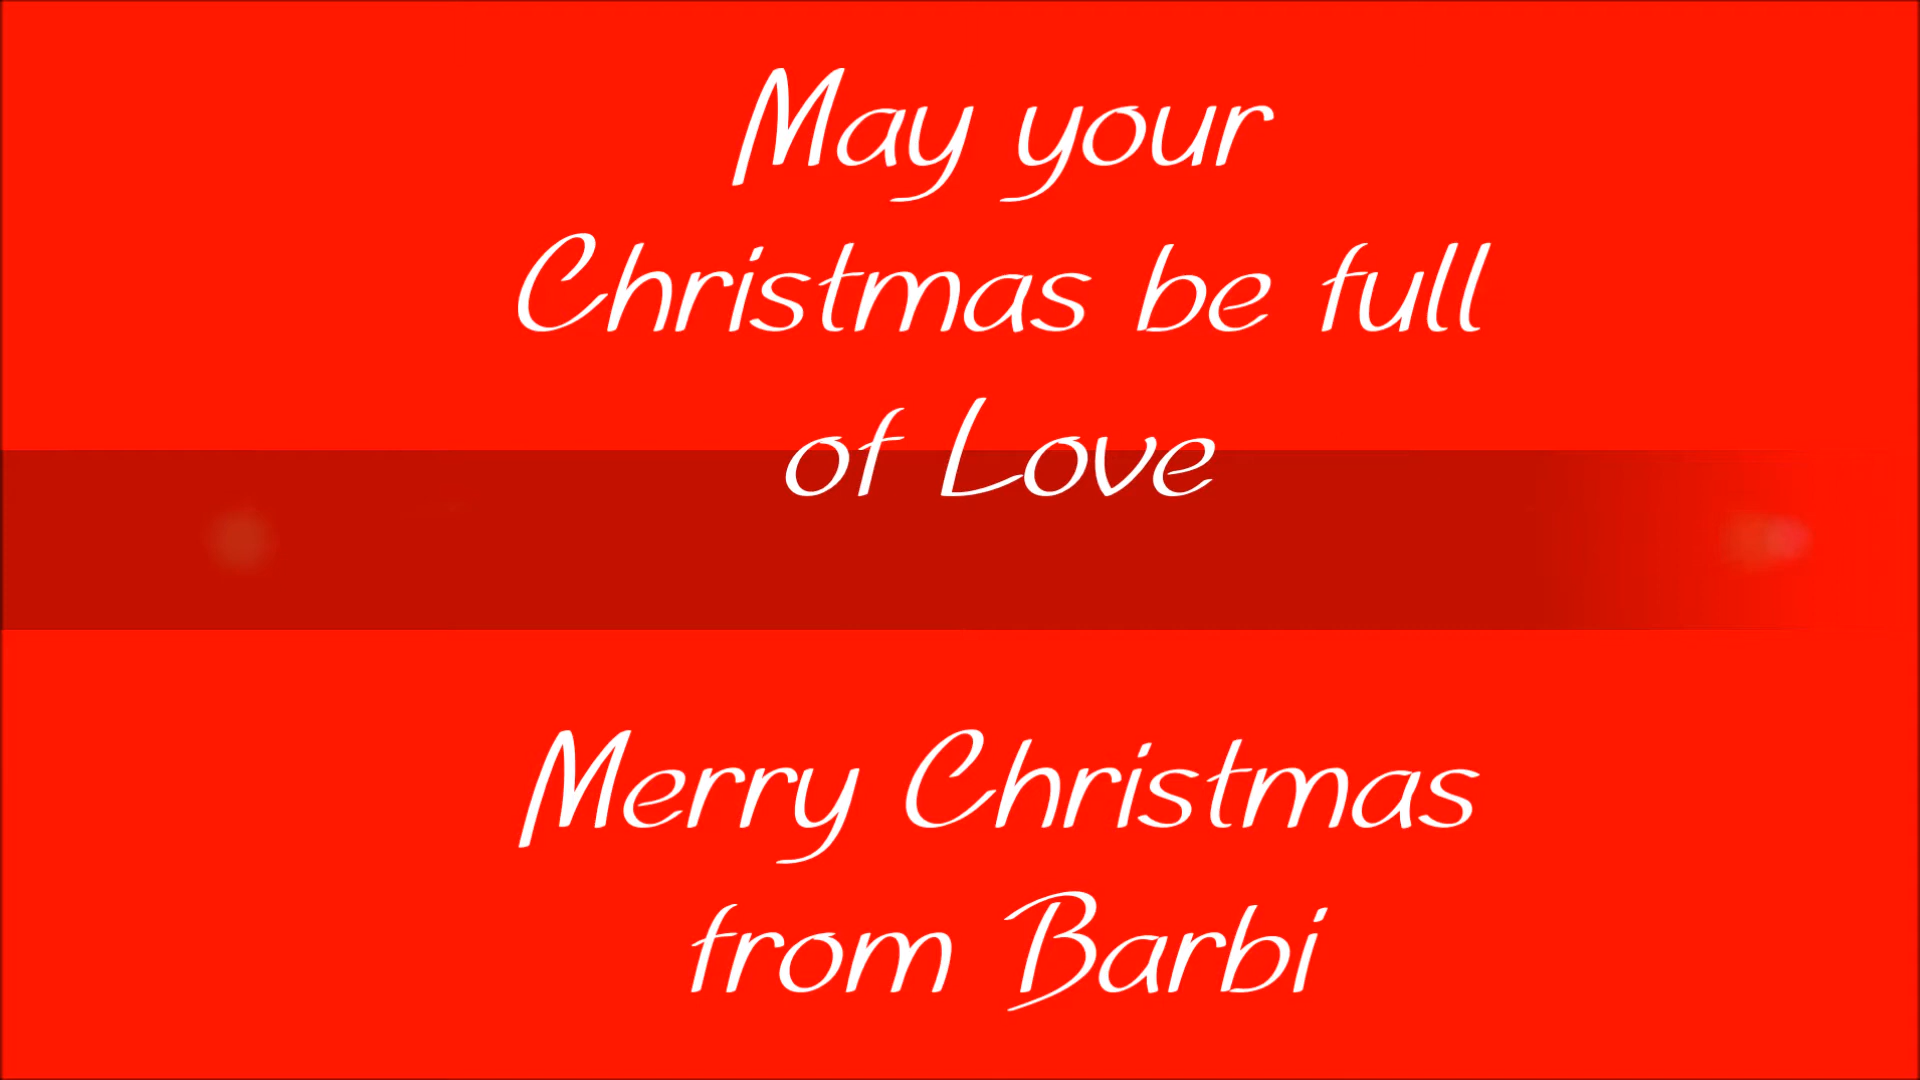 May your
Christmas be full
of Love
Merry Christmas
from Barbi